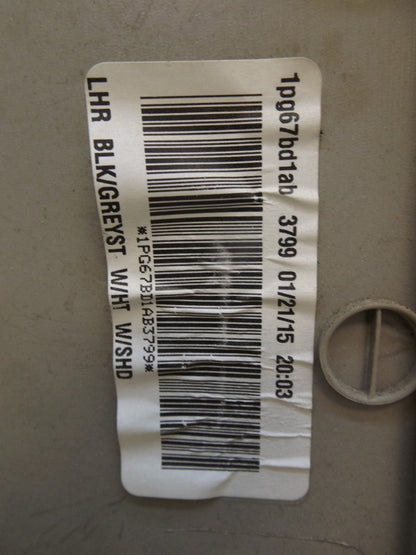 1pg67bd1ab 3799 01/21/15 20:03
*1PG67BD1AB3799*
LHR BLK/GREYST W/HT W/SHD